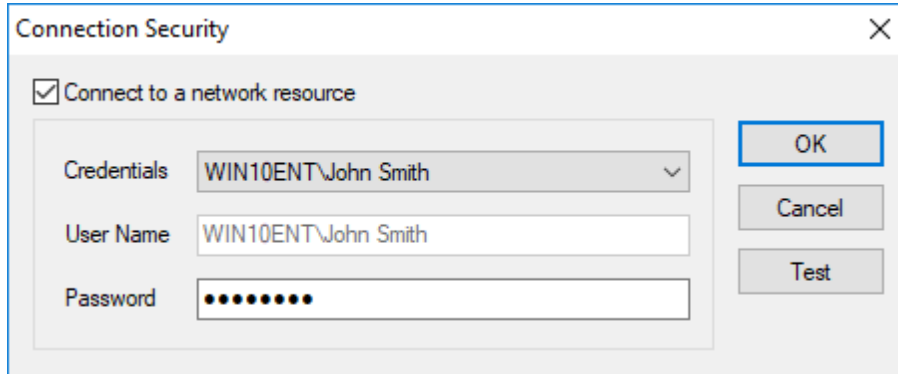 Connection Security
Connect to a network resource
Credentials WIN10ENT\John Smith
User Name WIN10ENT\John Smith
Password ●●●●●●●●
OK
Cancel
Test